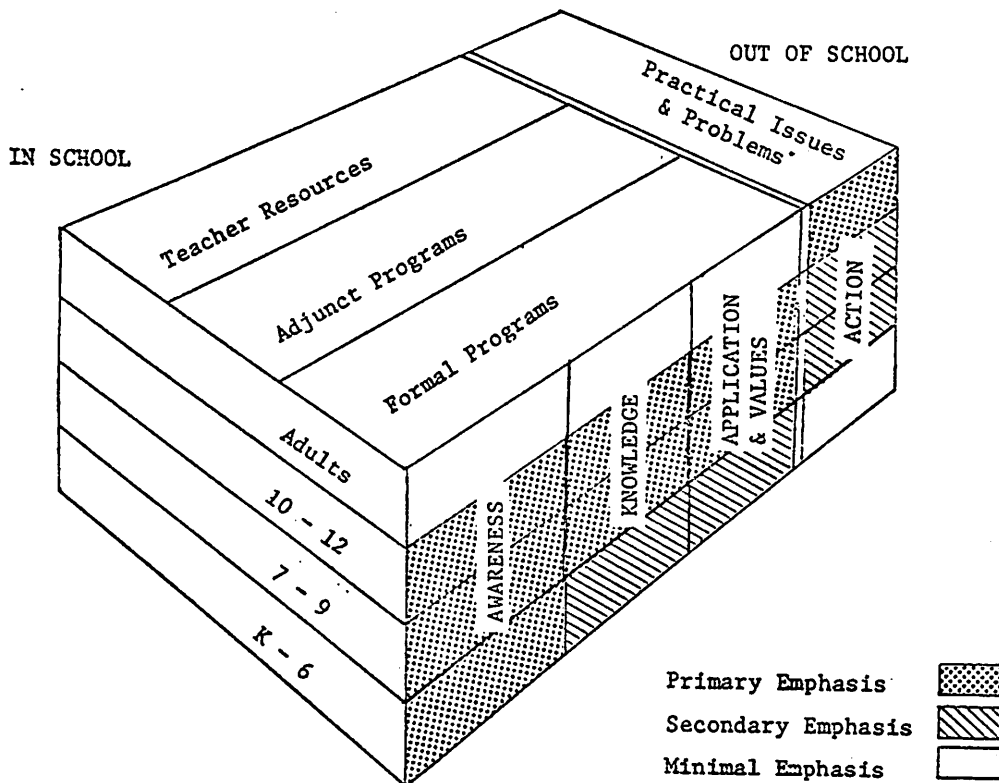 OUT OF SCHOOL
IN SCHOOL
Practical Issues
& Problems
Teacher Resources
Adjunct Programs
Formal Programs
Adults
10 - 12
7 - 9
K - 6
AWARENESS
KNOWLEDGE
APPLICATION
& VALUES
ACTION
Primary Emphasis
Secondary Emphasis
Minimal Emphasis